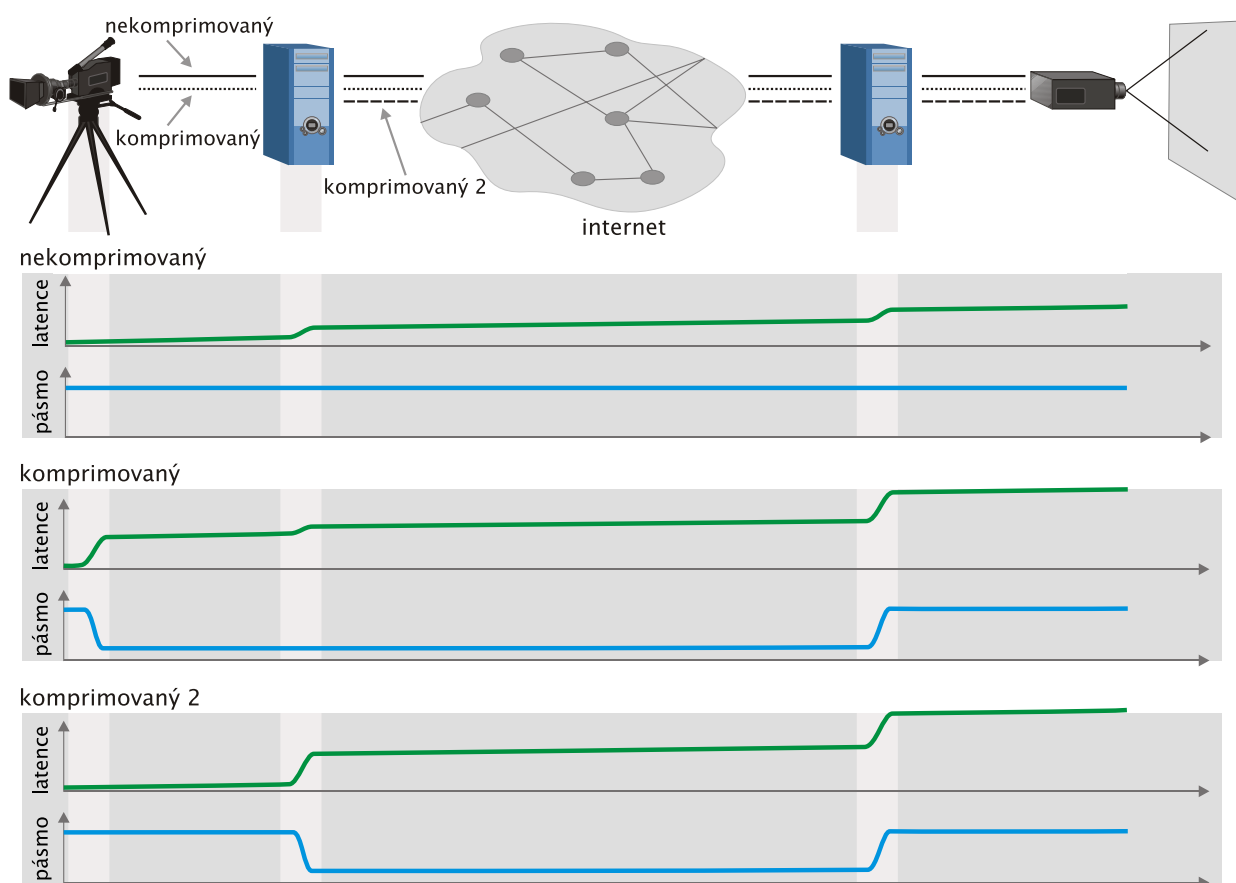 nekomprimovaný
komprimovaný
komprimovaný 2
internet
nekomprimovaný
latence
pásmo
komprimovaný
latence
pásmo
komprimovaný 2
latence
pásmo